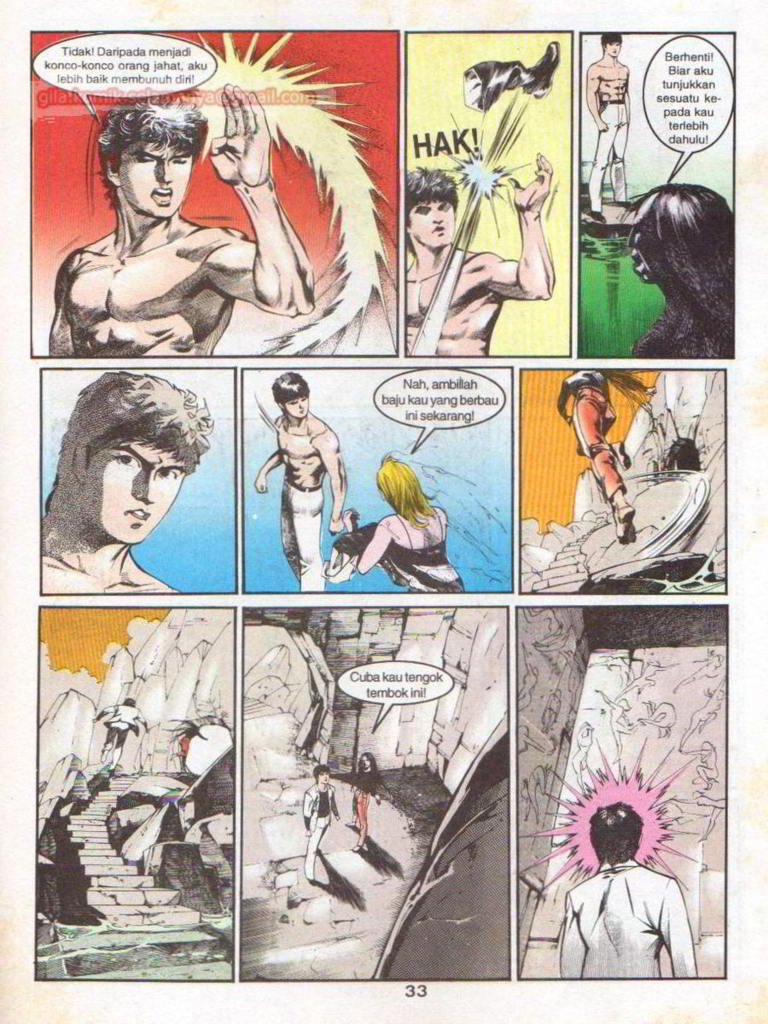 Tidak! Daripada menjadi
konco-konco orang jahat, aku
lebih baik membunuh diri!
HAK!
Berhenti!
Biar aku
tunjukkan
sesuatu ke-
pada kau
terlebih
dahulu!
Nah, ambillah
baju kau yang berbau
ini sekarang!
Cuba kau tengok
tembok ini!
33